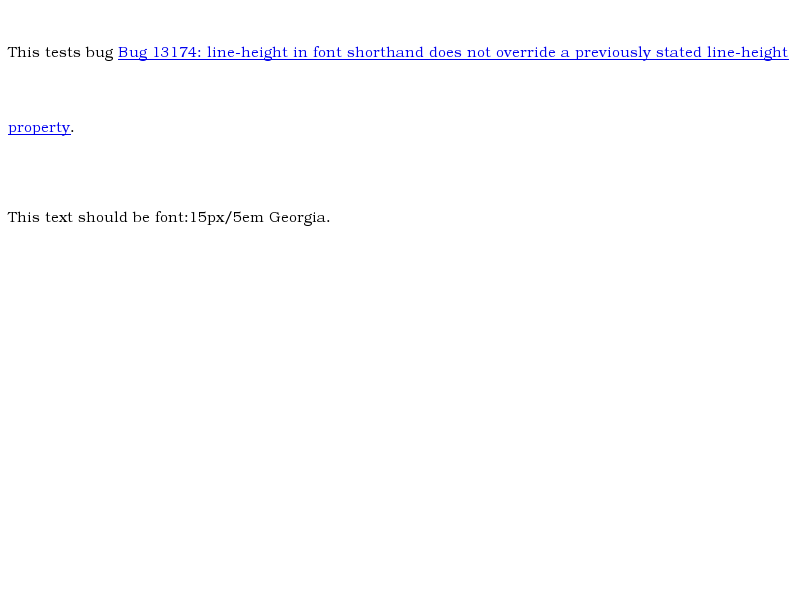 This tests bug Bug 13174: line-height in font shorthand does not override a previously stated line-height
property.
This text should be font:15px/5em Georgia.